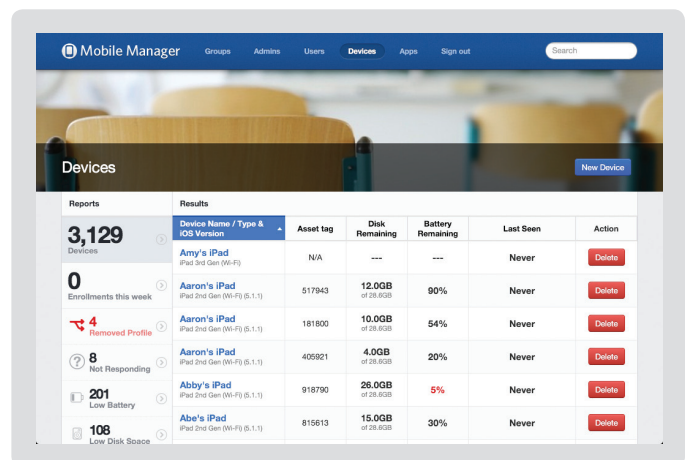 Mobile Manager
Groups Admins Users Devices Apps Sign out
Search
Devices
New Device
Reports
Results
3,129
Devices
0
Enrollments this week
4
Removed Profile
8
Not Responding
201
Low Battery
108
Low Disk Space
Device Name / Type & iOS Version Asset tag Disk Remaining Battery Remaining Last Seen Action
Amy's iPad
iPad 3rd Gen (Wi-Fi)
N/A --- --- Never Delete
Aaron's iPad
iPad 2nd Gen (Wi-Fi) (5.1.1)
517943 12.0GB of 28.6GB 90% Never Delete
Aaron's iPad
iPad 2nd Gen (Wi-Fi) (5.1.1)
181800 10.0GB of 28.6GB 54% Never Delete
Aaron's iPad
iPad 2nd Gen (Wi-Fi) (5.1.1)
405921 4.0GB of 28.6GB 20% Never Delete
Abby's iPad
iPad 2nd Gen (Wi-Fi) (5.1.1)
918790 26.0GB of 28.6GB 5% Never Delete
Abe's iPad
iPad 2nd Gen (Wi-Fi) (5.1.1)
815613 15.0GB of 28.6GB 30% Never Delete